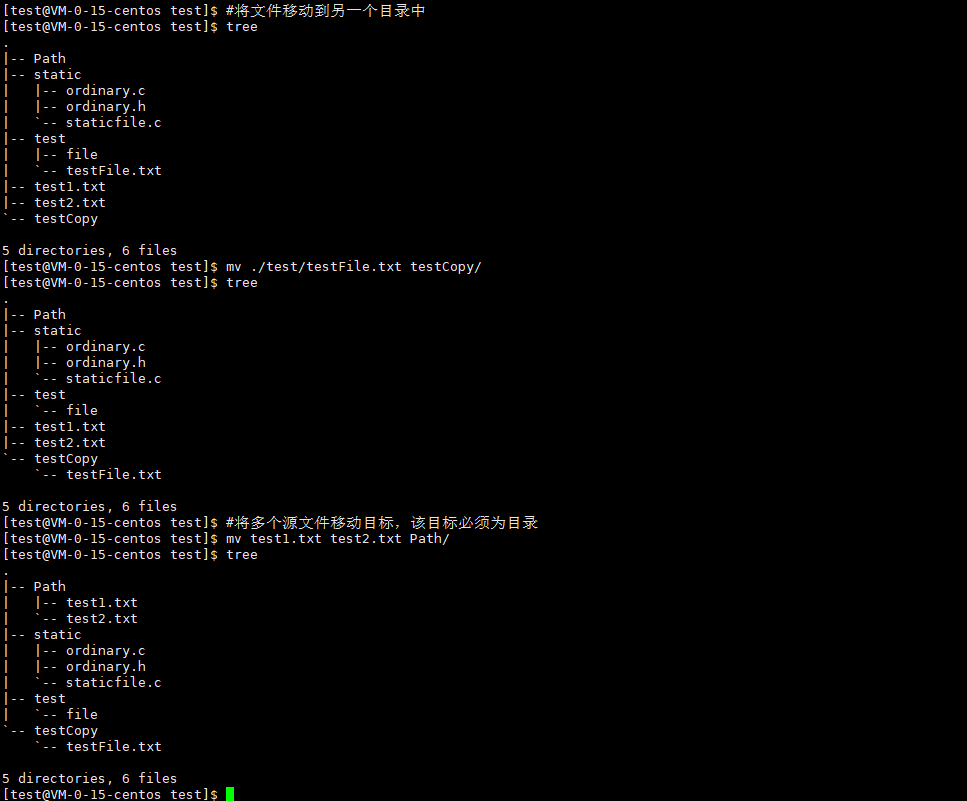 [test@VM-0-15-centos test]$ #将文件移动到另一个目录中
[test@VM-0-15-centos test]$ tree
.
|-- Path
|-- static
|   |-- ordinary.c
|   |-- ordinary.h
|   `-- staticfile.c
|-- test
|   |-- file
|   `-- testFile.txt
|-- test1.txt
|-- test2.txt
`-- testCopy

5 directories, 6 files
[test@VM-0-15-centos test]$ mv ./test/testFile.txt testCopy/
[test@VM-0-15-centos test]$ tree
.
|-- Path
|-- static
|   |-- ordinary.c
|   |-- ordinary.h
|   `-- staticfile.c
|-- test
|   `-- file
|-- test1.txt
|-- test2.txt
`-- testCopy
    `-- testFile.txt

5 directories, 6 files
[test@VM-0-15-centos test]$ #将多个源文件移动目标，该目标必须为目录
[test@VM-0-15-centos test]$ mv test1.txt test2.txt Path/
[test@VM-0-15-centos test]$ tree
.
|-- Path
|   |-- test1.txt
|   `-- test2.txt
|-- static
|   |-- ordinary.c
|   |-- ordinary.h
|   `-- staticfile.c
|-- test
|   `-- file
`-- testCopy
    `-- testFile.txt

5 directories, 6 files
[test@VM-0-15-centos test]$